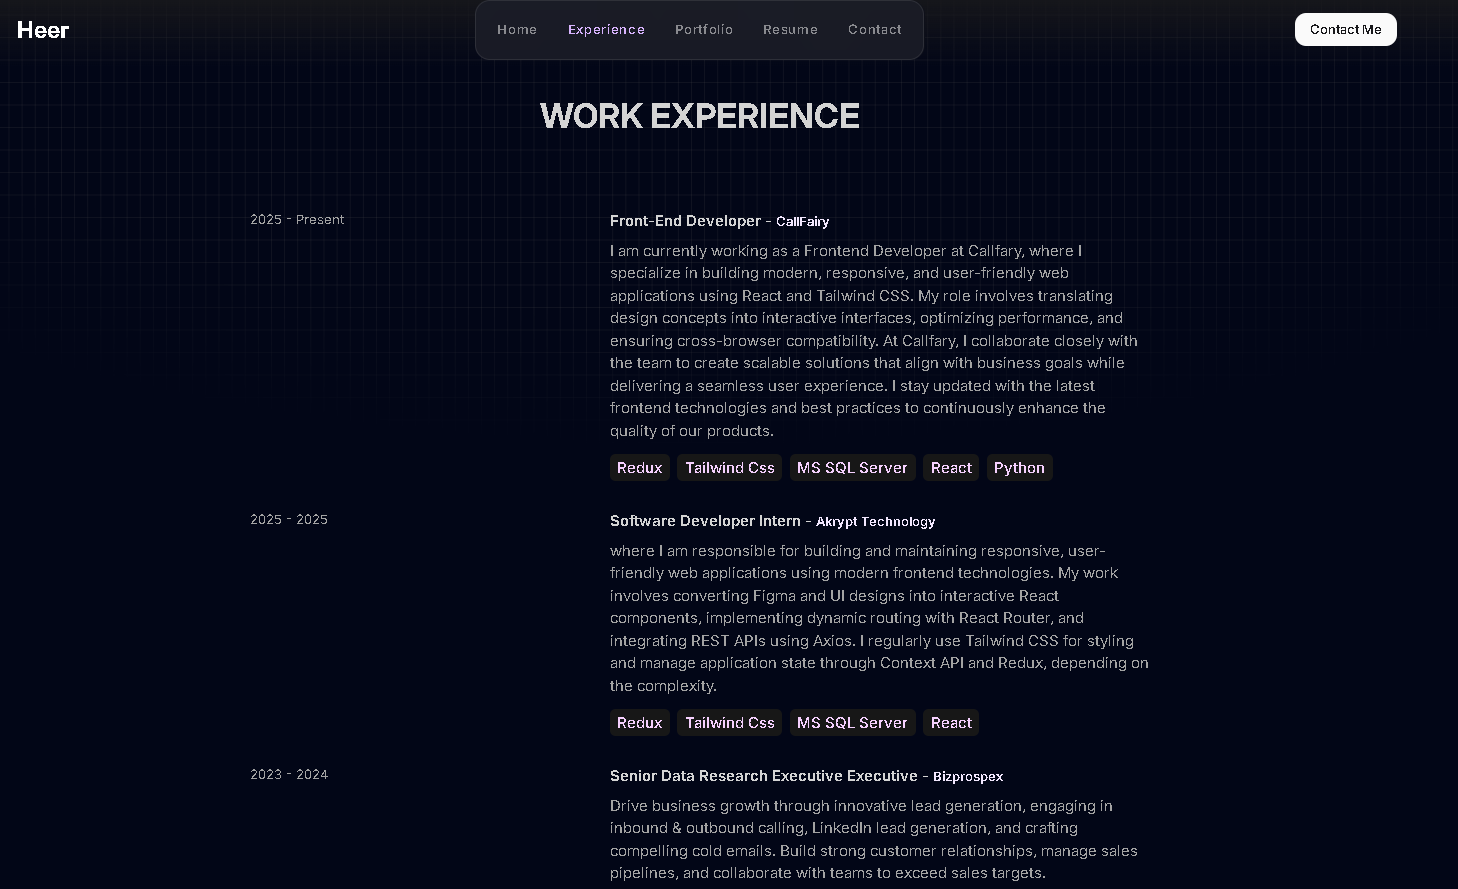 Heer
Home Experience Portfolio Resume Contact
Contact Me
WORK EXPERIENCE
2025 - Present
Front-End Developer - CallFairy
I am currently working as a Frontend Developer at Callfary, where I
specialize in building modern, responsive, and user-friendly web
applications using React and Tailwind CSS. My role involves translating
design concepts into interactive interfaces, optimizing performance, and
ensuring cross-browser compatibility. At Callfary, I collaborate closely with
the team to create scalable solutions that align with business goals while
delivering a seamless user experience. I stay updated with the latest
frontend technologies and best practices to continuously enhance the
quality of our products.
Redux Tailwind Css MS SQL Server React Python
2025 - 2025
Software Developer Intern - Akrypt Technology
where I am responsible for building and maintaining responsive, user-
friendly web applications using modern frontend technologies. My work
involves converting Figma and UI designs into interactive React
components, implementing dynamic routing with React Router, and
integrating REST APIs using Axios. I regularly use Tailwind CSS for styling
and manage application state through Context API and Redux, depending on
the complexity.
Redux Tailwind Css MS SQL Server React
2023 - 2024
Senior Data Research Executive Executive - Bizprospex
Drive business growth through innovative lead generation, engaging in
inbound & outbound calling, LinkedIn lead generation, and crafting
compelling cold emails. Build strong customer relationships, manage sales
pipelines, and collaborate with teams to exceed sales targets.